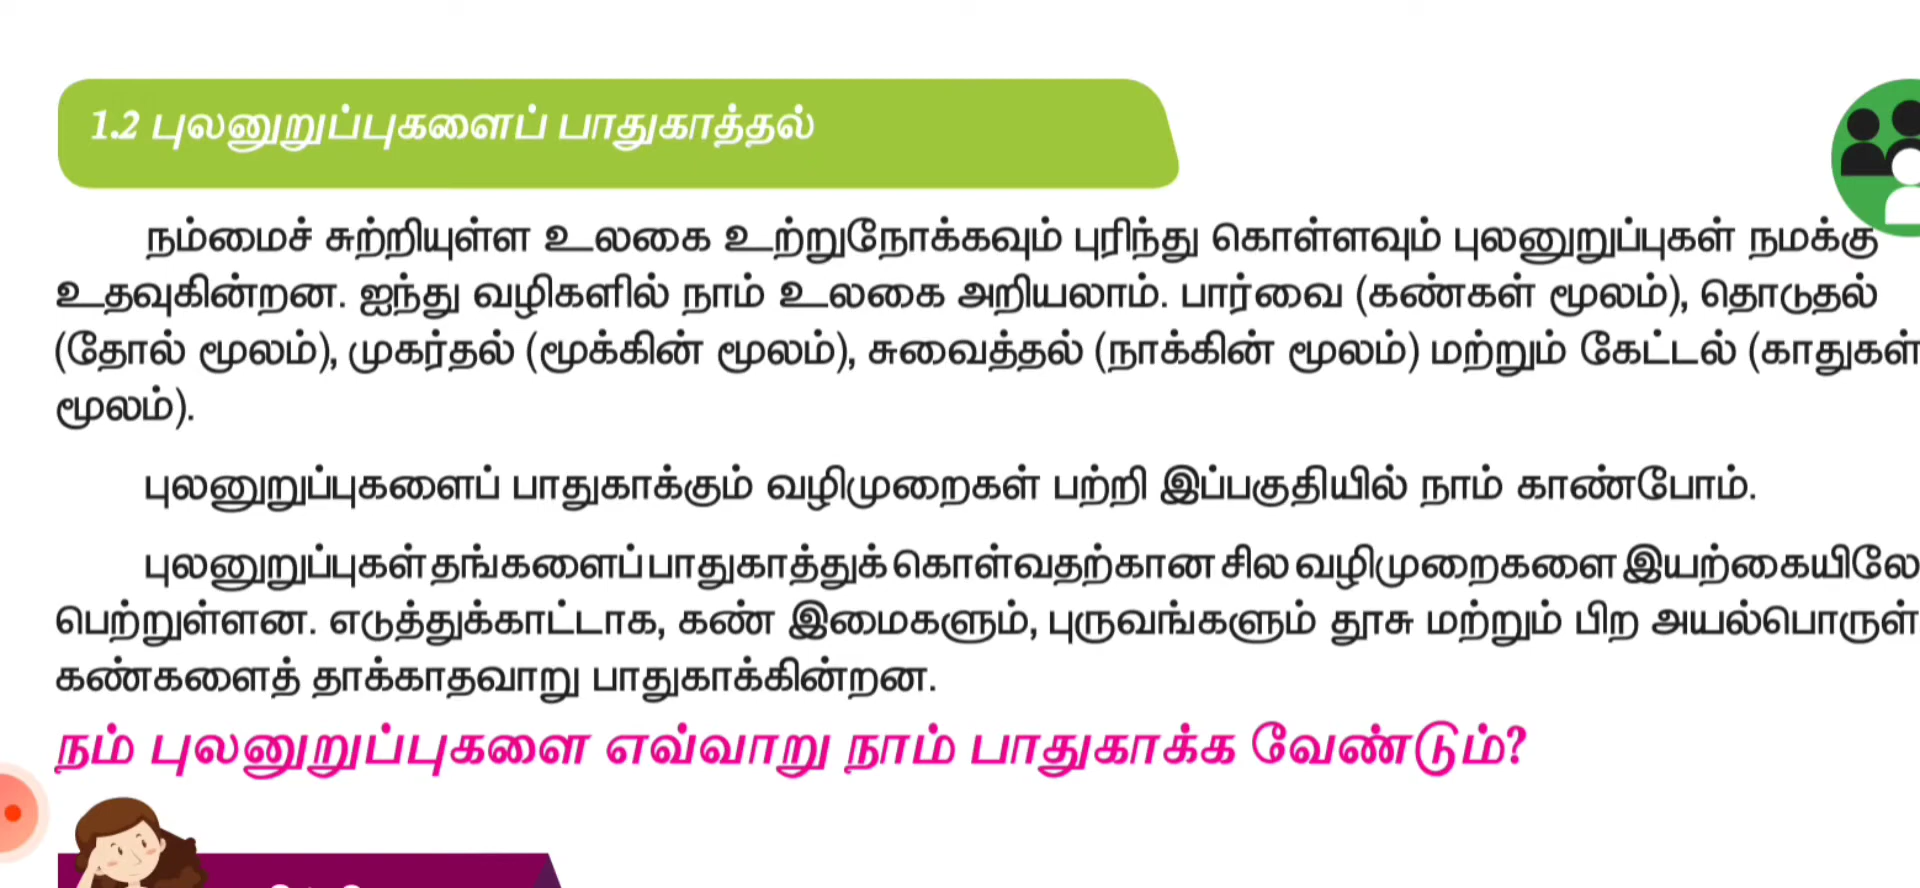 1.2 புலனுறுப்புகளைப் பாதுகாத்தல்
நம்மைச் சுற்றியுள்ள உலகை உற்றுநோக்கவும் புரிந்து கொள்ளவும் புலனுறுப்புகள் நமக்கு
உதவுகின்றன. ஐந்து வழிகளில் நாம் உலகை அறியலாம். பார்வை (கண்கள் மூலம்), தொடுதல்
(தோல் மூலம்), முகர்தல் (மூக்கின் மூலம்), சுவைத்தல் (நாக்கின் மூலம்) மற்றும் கேட்டல் (காதுகள்
மூலம்).
புலனுறுப்புகளைப் பாதுகாக்கும் வழிமுறைகள் பற்றி இப்பகுதியில் நாம் காண்போம்.
புலனுறுப்புகள் தங்களைப் பாதுகாத்துக் கொள்வதற்கான சில வழிமுறைகளை இயற்கையிலே
பெற்றுள்ளன. எடுத்துக்காட்டாக, கண் இமைகளும், புருவங்களும் தூசு மற்றும் பிற அயல்பொருள்
கண்களைத் தாக்காதவாறு பாதுகாக்கின்றன.
நம் புலனுறுப்புகளை எவ்வாறு நாம் பாதுகாக்க வேண்டும்?